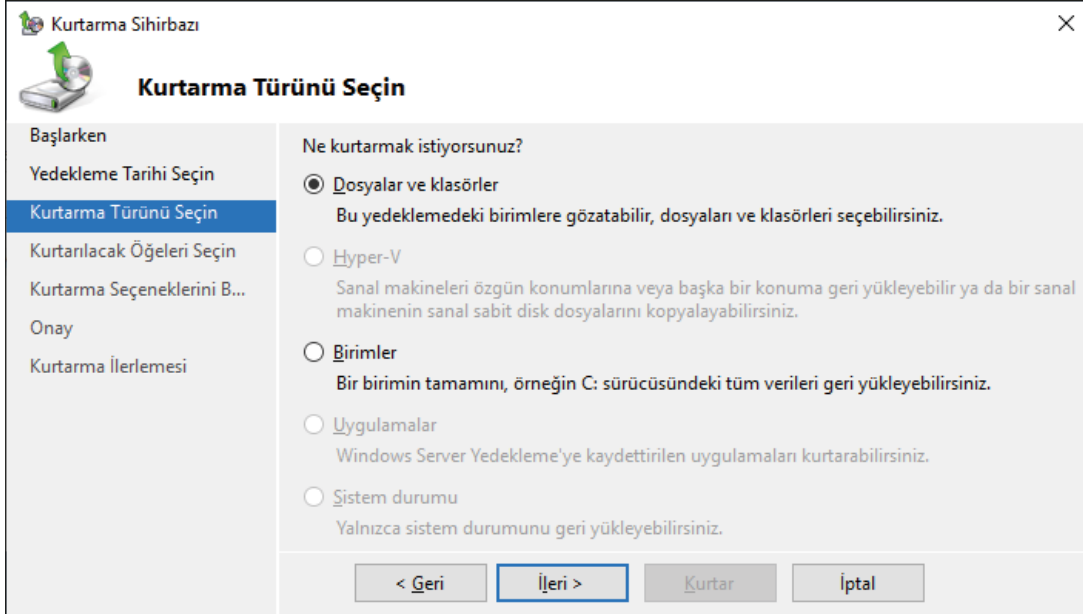 Kurtarma Sihirbazı
Kurtarma Türünü Seçin
Başlarken
Yedekleme Tarihi Seçin
Kurtarma Türünü Seçin
Kurtarılacak Öğeleri Seçin
Kurtarma Seçeneklerini B...
Onay
Kurtarma İlerlemesi
Ne kurtarmak istiyorsunuz?
Dosyalar ve klasörler
Bu yedeklemedeki birimlere gözatabilir, dosyaları ve klasörleri seçebilirsiniz.
Hyper-V
Sanal makineleri özgün konumlarına veya başka bir konuma geri yükleyebilir ya da bir sanal
makinenin sanal sabit disk dosyalarını kopyalayabilirsiniz.
Birimler
Bir birimin tamamını, örneğin C: sürücüsündeki tüm verileri geri yükleyebilirsiniz.
Uygulamalar
Windows Server Yedekleme'ye kaydettirilen uygulamaları kurtarabilirsiniz.
Sistem durumu
Yalnızca sistem durumunu geri yükleyebilirsiniz.
< Geri
İleri >
Kurtar
İptal